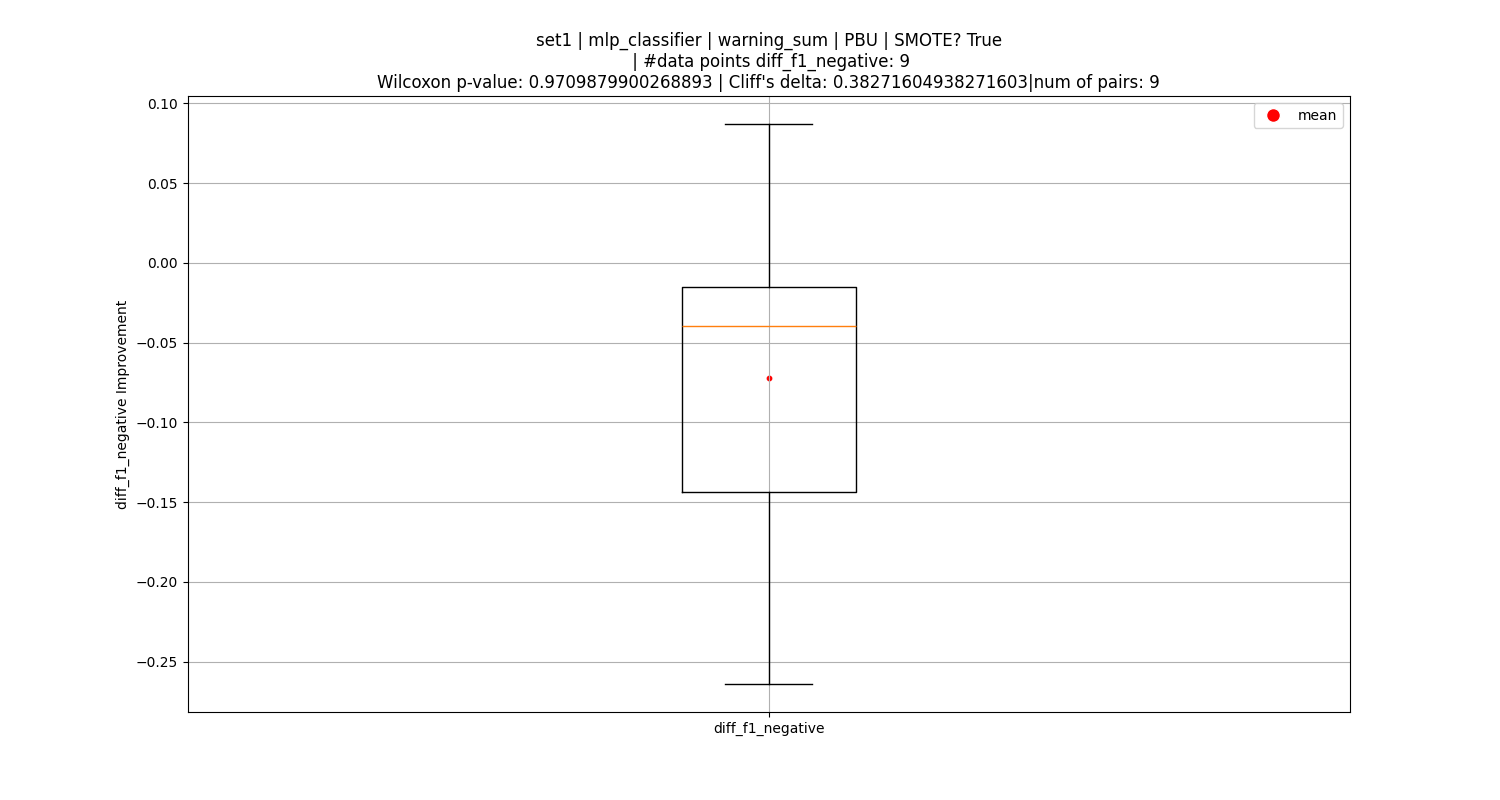 set1 | mlp_classifier | warning_sum | PBU | SMOTE? True
| #data points diff_f1_negative: 9
Wilcoxon p-value: 0.9709879900268893 | Cliff's delta: 0.38271604938271603|num of pairs: 9
mean
0.10
0.05
0.00
−0.05
−0.10
−0.15
−0.20
−0.25
diff_f1_negative Improvement
diff_f1_negative